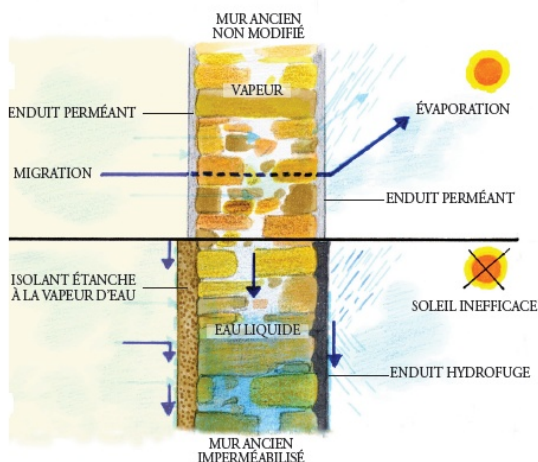 MUR ANCIEN
NON MODIFIÉ
VAPEUR
ENDUIT PERMÉANT
ÉVAPORATION
MIGRATION
ENDUIT PERMÉANT
ISOLANT ÉTANCHE
À LA VAPEUR D'EAU
SOLEIL INEFFICACE
EAU LIQUIDE
ENDUIT HYDROFUGE
MUR ANCIEN
IMPERMÉABILISÉ